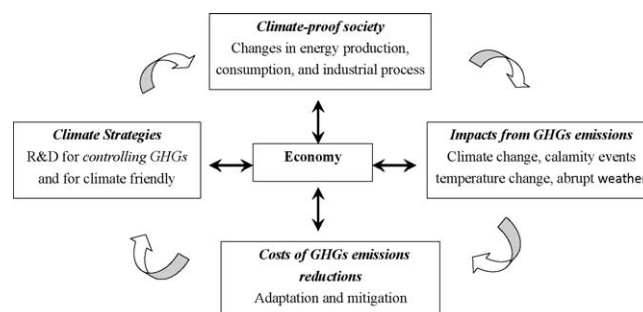 Climate-proof society
Changes in energy production,
consumption, and industrial process
Climate Strategies
R&D for controlling GHGs
and for climate friendly
Economy
Impacts from GHGs emissions
Climate change, calamity events
temperature change, abrupt weather
Costs of GHGs emissions
reductions
Adaptation and mitigation